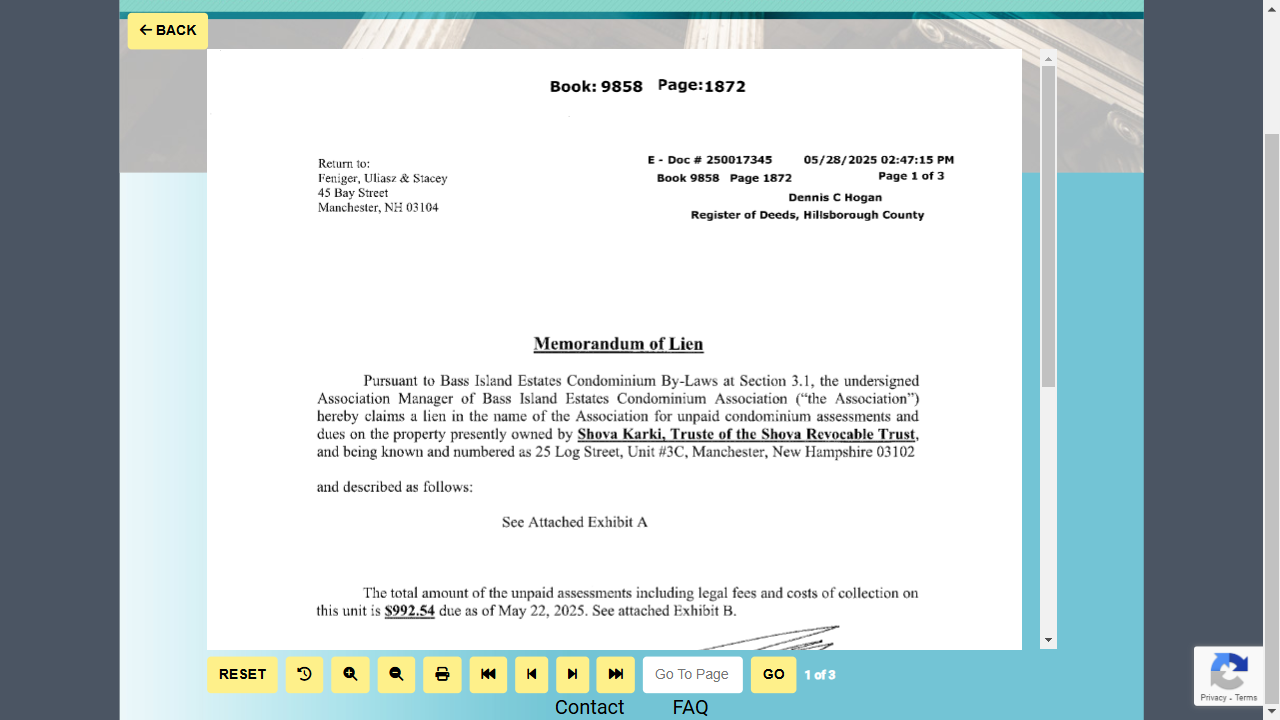 ← BACK
Book: 9858 Page:1872
Return to:
Feniger, Uliasz & Stacey
45 Bay Street
Manchester, NH 03104
E - Doc # 250017345 05/28/2025 02:47:15 PM
Book 9858 Page 1872 Page 1 of 3
Dennis C Hogan
Register of Deeds, Hillsborough County
Memorandum of Lien
Pursuant to Bass Island Estates Condominium By-Laws at Section 3.1, the undersigned
Association Manager of Bass Island Estates Condominium Association (“the Association”)
hereby claims a lien in the name of the Association for unpaid condominium assessments and
dues on the property presently owned by Shova Karki, Truste of the Shova Revocable Trust,
and being known and numbered as 25 Log Street, Unit #3C, Manchester, New Hampshire 03102
and described as follows:
See Attached Exhibit A
The total amount of the unpaid assessments including legal fees and costs of collection on
this unit is $992.54 due as of May 22, 2025. See attached Exhibit B.
RESET Go To Page GO 1 of 3
Contact FAQ
Privacy - Terms